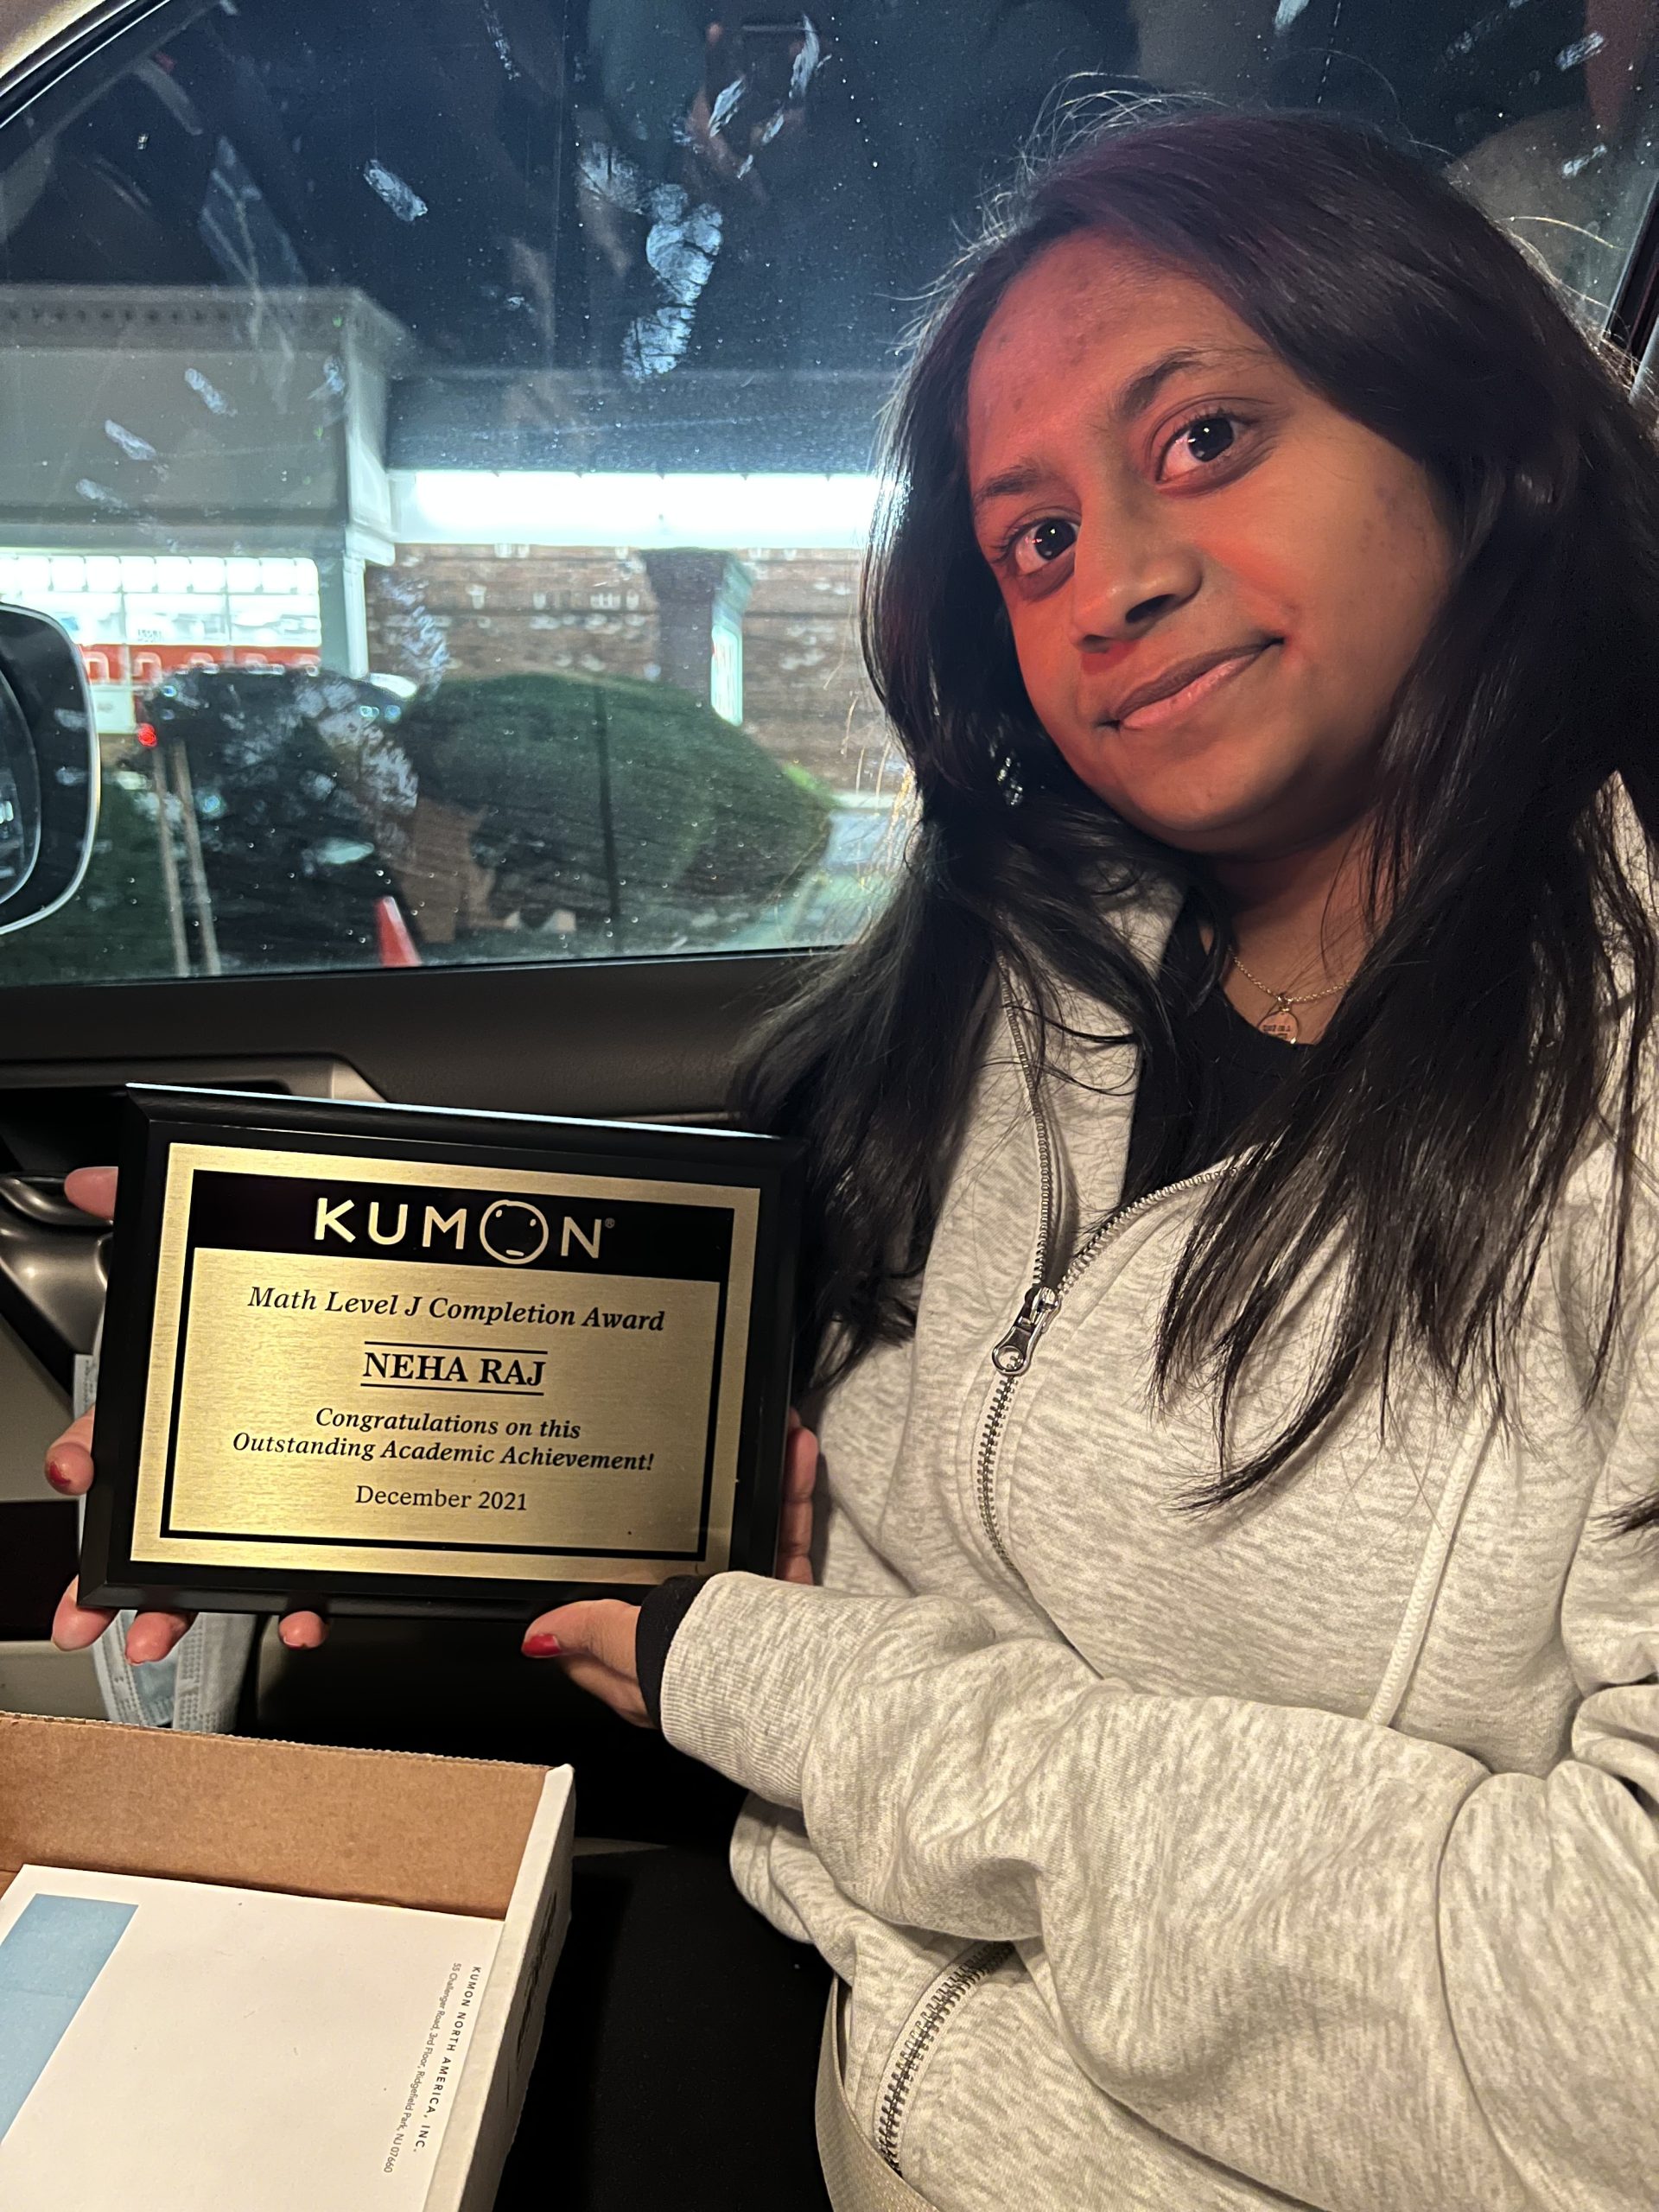 KUMON®
Math Level J Completion Award
NEHA RAJ
Congratulations on this
Outstanding Academic Achievement!
December 2021
KUMON NORTH AMERICA, INC.
55 Challenger Road, 3rd Floor, Ridgefield Park, NJ 07660